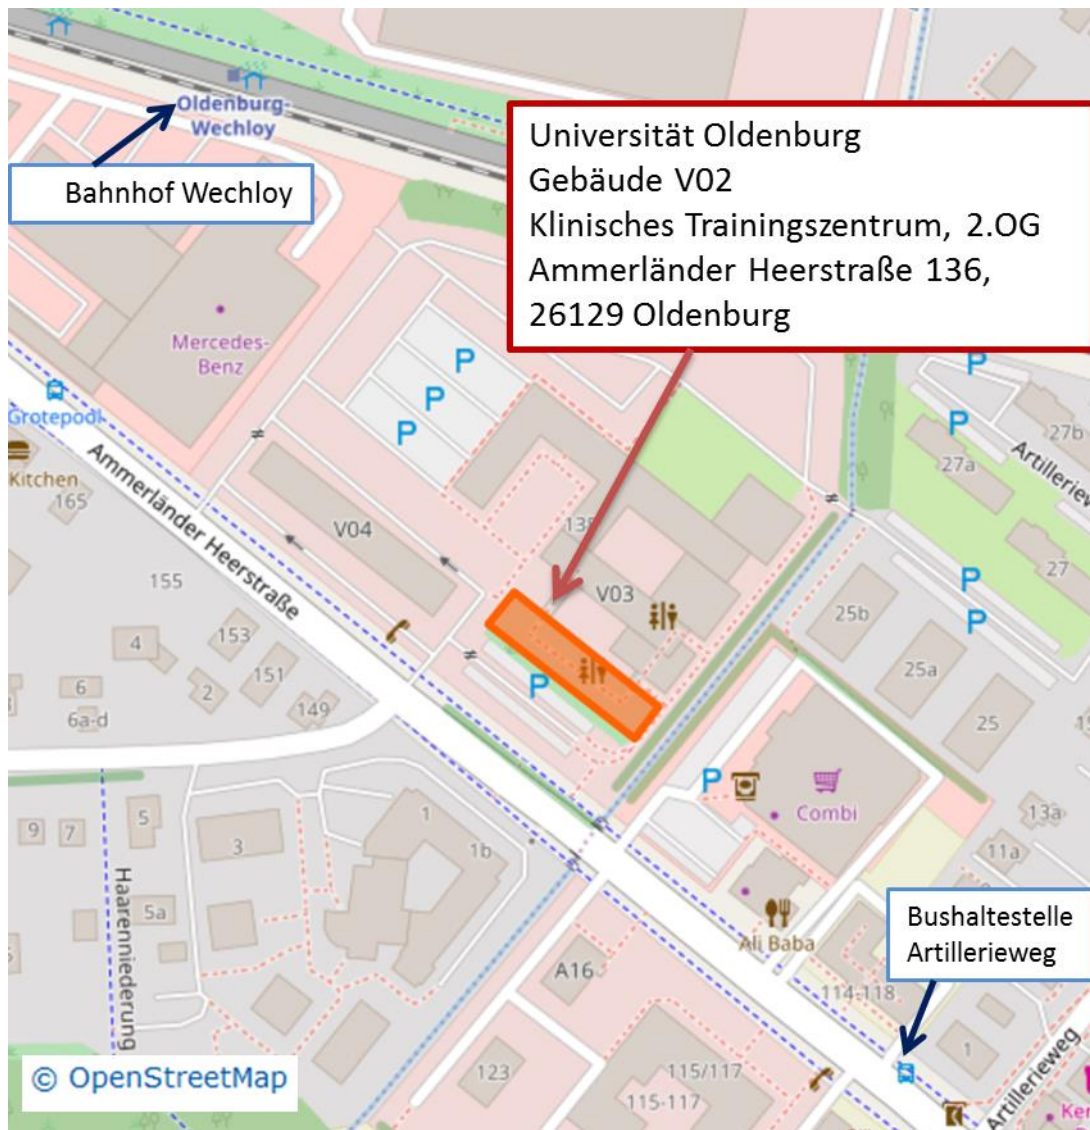 Oldenburg-
Wechloy
Bahnhof Wechloy
Universität Oldenburg
Gebäude V02
Klinisches Trainingszentrum, 2.OG
Ammerländer Heerstraße 136,
26129 Oldenburg
Mercedes-
Benz
P
P
P
P
P
Grotepool
Kitchen
165
Ammerländer Heerstraße
V04
V03
27b
27a
Artilleriew
27
P
P
155
153
4
151
2
6
6a-d
149
P
25b
25a
25
P
Combi
13a
11a
9
7
5
3
1
1b
5a
Haarenniederung
Ali Baba
Bushaltestelle
Artillerieweg
A16
114-118
1
123
115/117
115-117
Artillerieweg
Ker
© OpenStreetMap